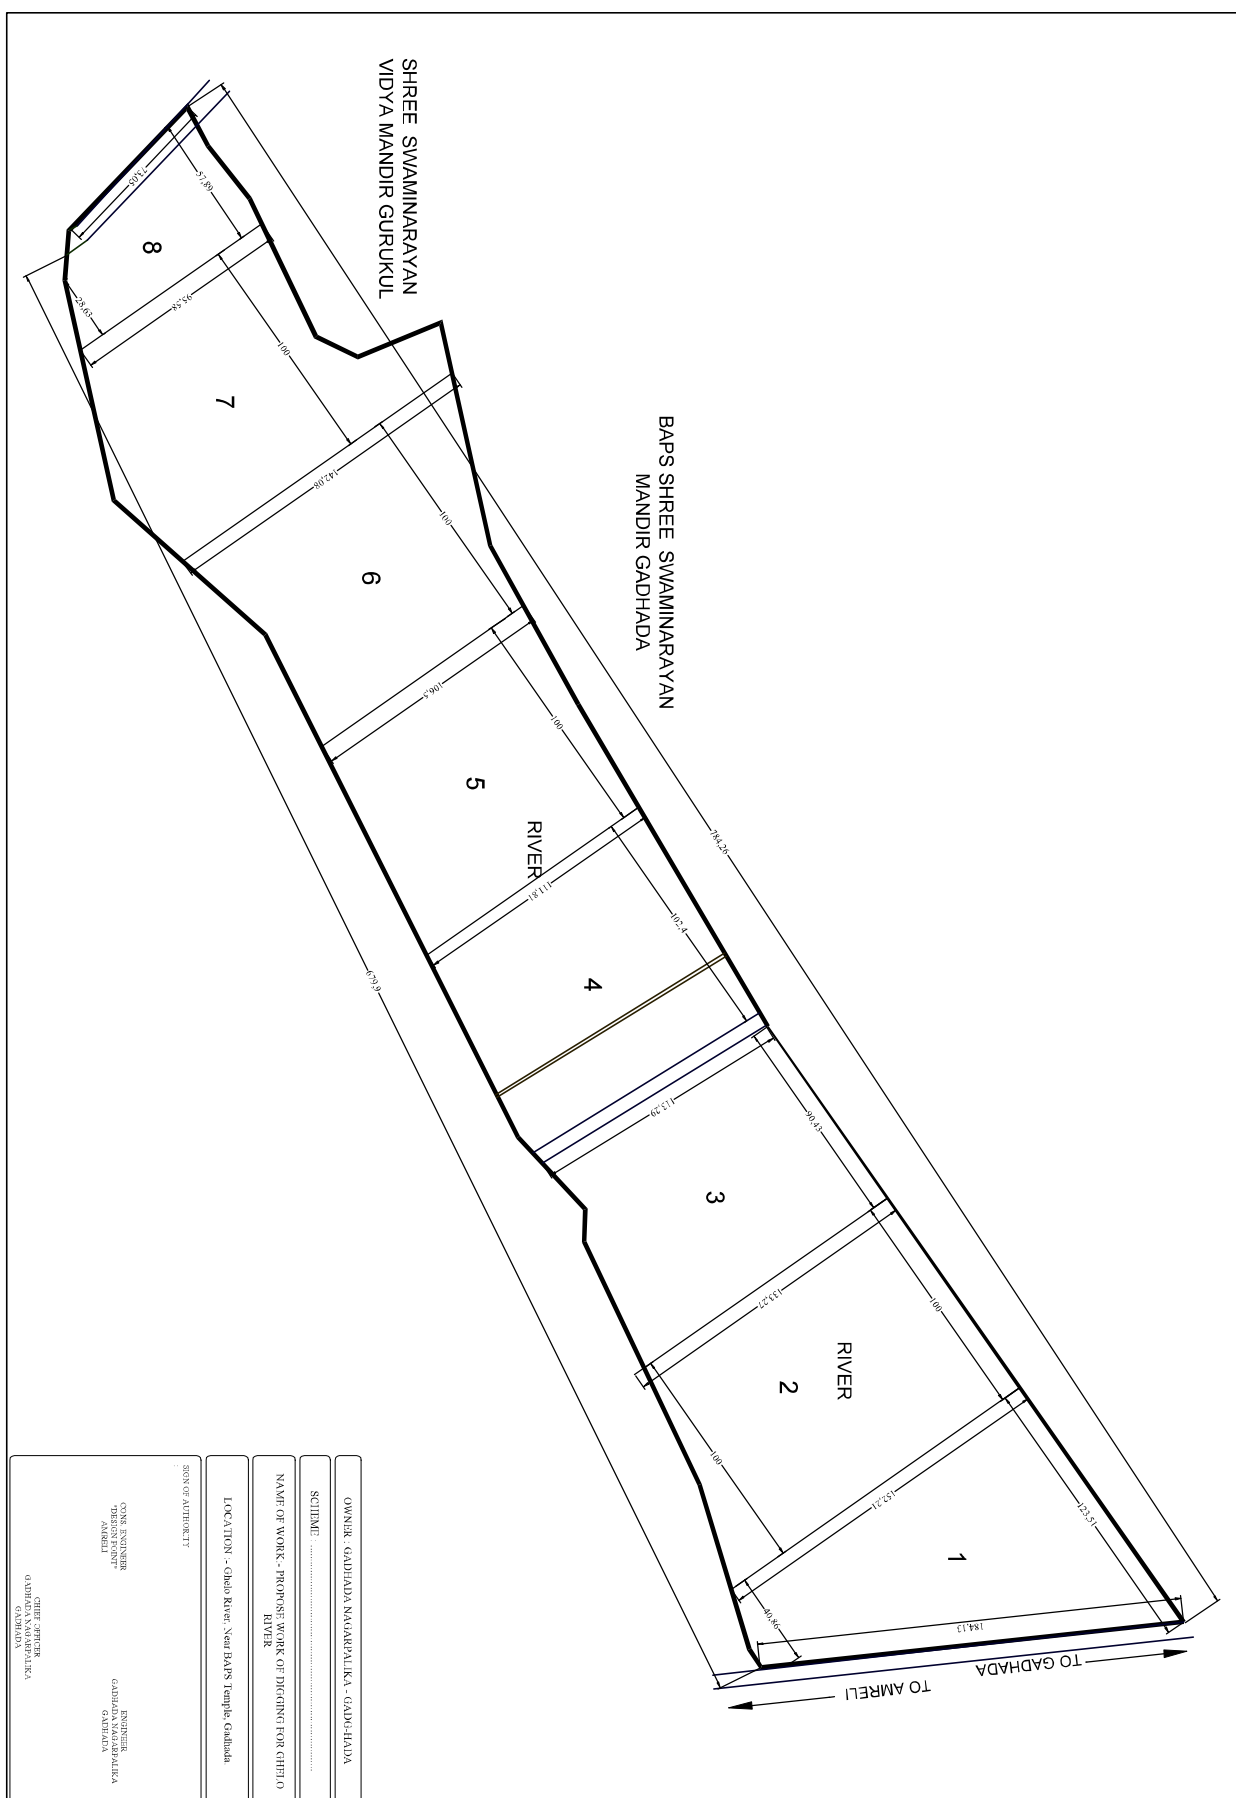 SHREE SWAMINARAYAN
VIDYA MANDIR GURUKUL
BAPS SHREE SWAMINARAYAN
MANDIR GADHADA
784,26
679,9
73,05
57,89
8
28,63
95,58
100
7
142,08
100
6
106,5
100
5
RIVER
111,81
102,4
4
113,29
90,43
3
133,27
100
RIVER
2
100
152,21
123,51
1
40,86
184,13
TO GADHADA
TO AMRELI
OWNER : GADHADA NAGARPALIKA - GADG-HADA
SCHEME : ..........................................
NAME OF WORK:- PROPOSE WORK OF DIGGING FOR GHELO
RIVER
LOCATION :- Ghelo River, Near BAPS Temple, Gadhada.
SIGN OF AUTHORITY
:
CONS. ENGINEER
"DESIGN POINT"
AMRELI
ENGINEER
GADHADA NAGARPALIKA
GADHADA
CHIEF OFFICER
GADHADA NAGARPALIKA
GADHADA